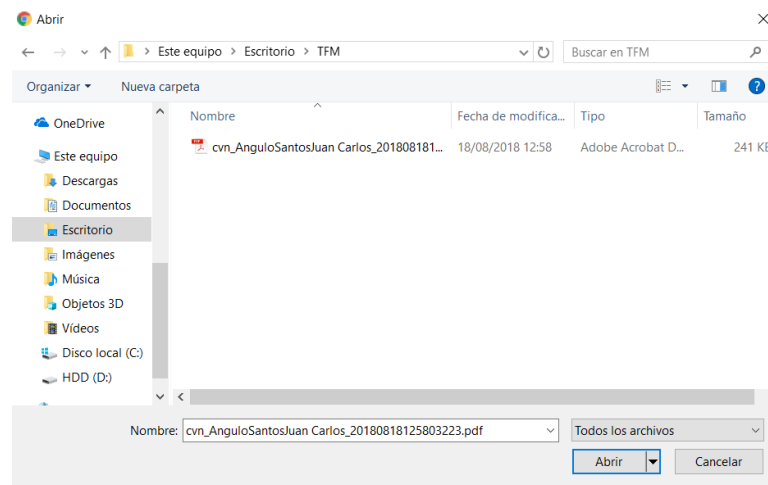 Abrir
Este equipo > Escritorio > TFM
Buscar en TFM
Organizar
Nueva carpeta
Nombre
Fecha de modifica...
Tipo
Tamaño
cvn_AnguloSantosJuan Carlos_201808181...
18/08/2018 12:58
Adobe Acrobat D...
241 KB
OneDrive
Este equipo
Descargas
Documentos
Escritorio
Imágenes
Música
Objetos 3D
Vídeos
Disco local (C:)
HDD (D:)
Nombre:
cvn_AnguloSantosJuan Carlos_20180818125803223.pdf
Todos los archivos
Abrir
Cancelar